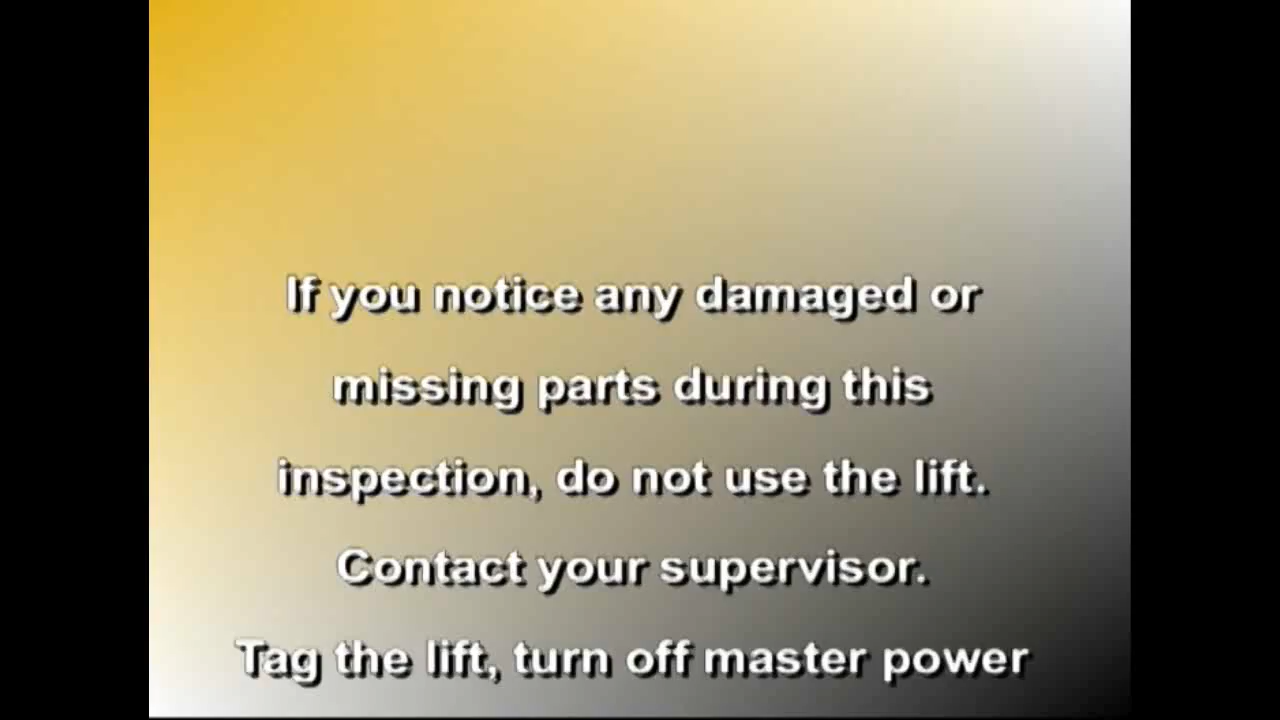 If you notice any damaged or
missing parts during this
inspection, do not use the lift.
Contact your supervisor.
Tag the lift, turn off master power